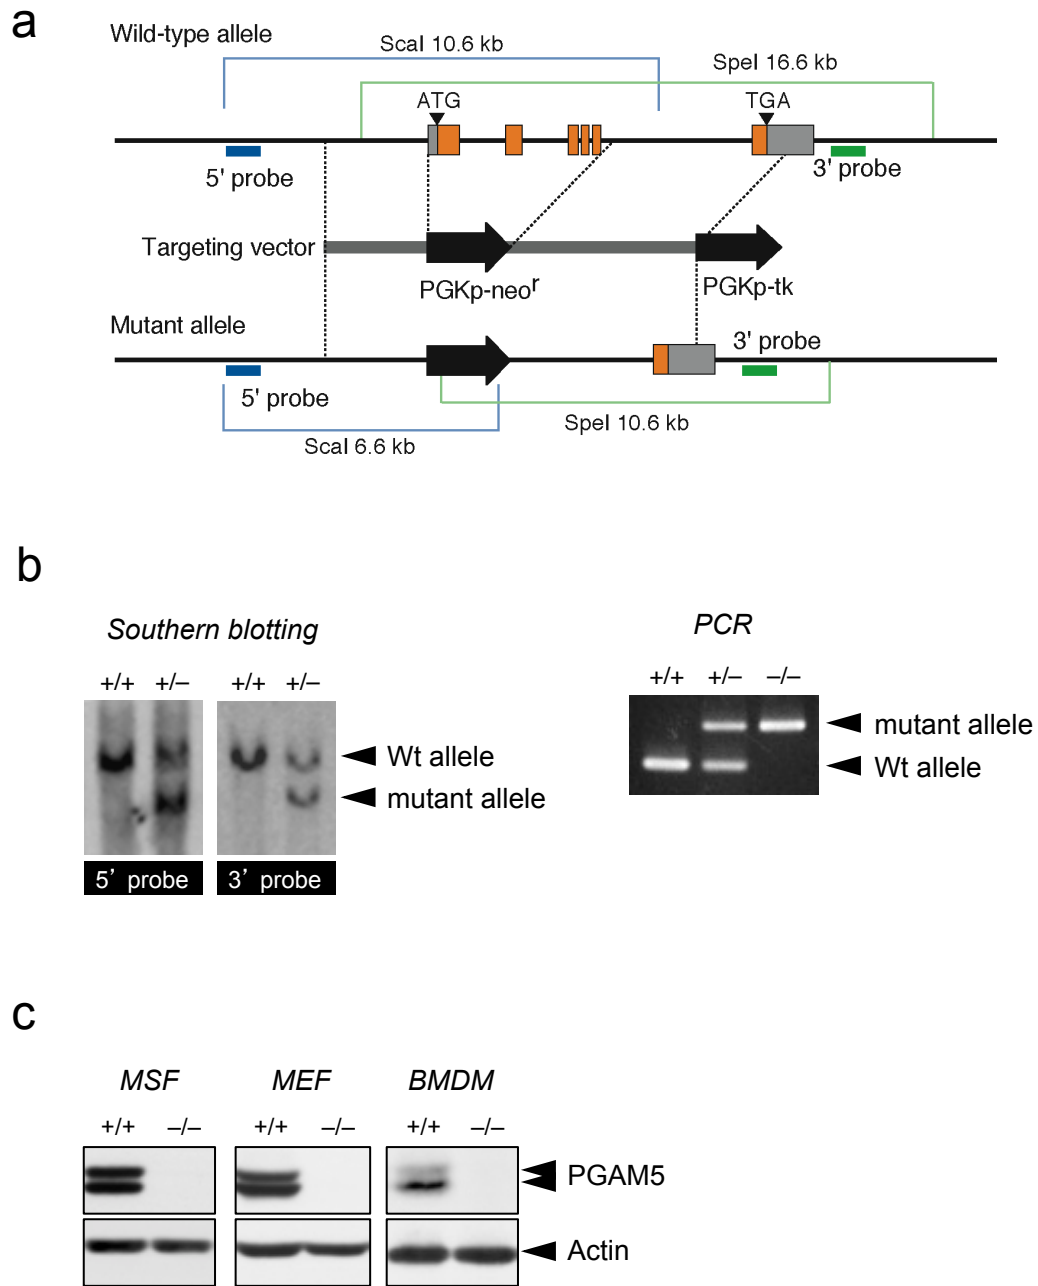 a
Wild-type allele
ScaI 10.6 kb
SpeI 16.6 kb
ATG
TGA
5' probe
3' probe
Targeting vector
PGKp-neoʳ
PGKp-tk
Mutant allele
3' probe
5' probe
SpeI 10.6 kb
ScaI 6.6 kb
b
Southern blotting
PCR
+/+ +/– +/+ +/–
+/+ +/– –/–
Wt allele
mutant allele
mutant allele
Wt allele
5’ probe
3’ probe
c
MSF
MEF
BMDM
+/+ –/– +/+ –/– +/+ –/–
PGAM5
Actin